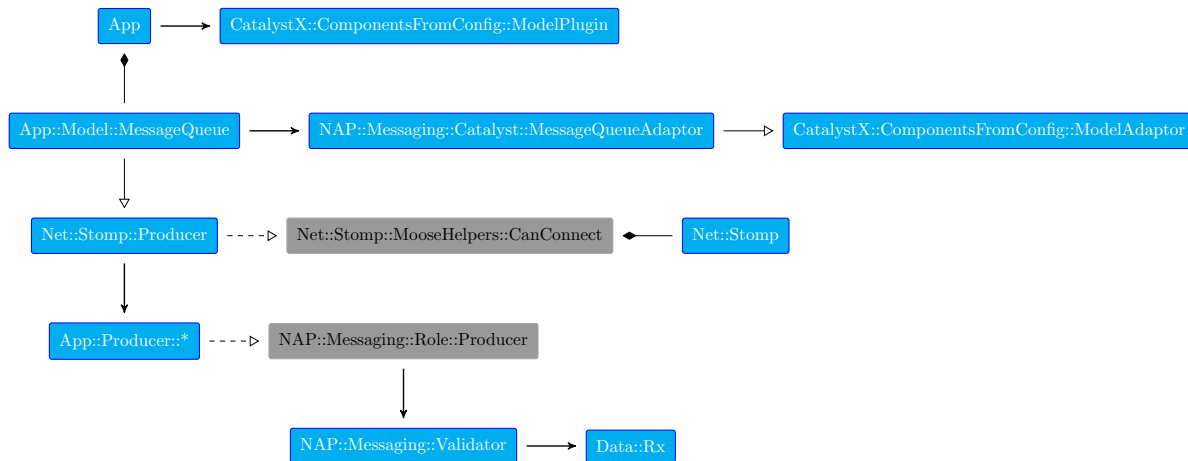 App
CatalystX::ComponentsFromConfig::ModelPlugin
App::Model::MessageQueue
NAP::Messaging::Catalyst::MessageQueueAdaptor
CatalystX::ComponentsFromConfig::ModelAdaptor
Net::Stomp::Producer
Net::Stomp::MooseHelpers::CanConnect
Net::Stomp
App::Producer::*
NAP::Messaging::Role::Producer
NAP::Messaging::Validator
Data::Rx